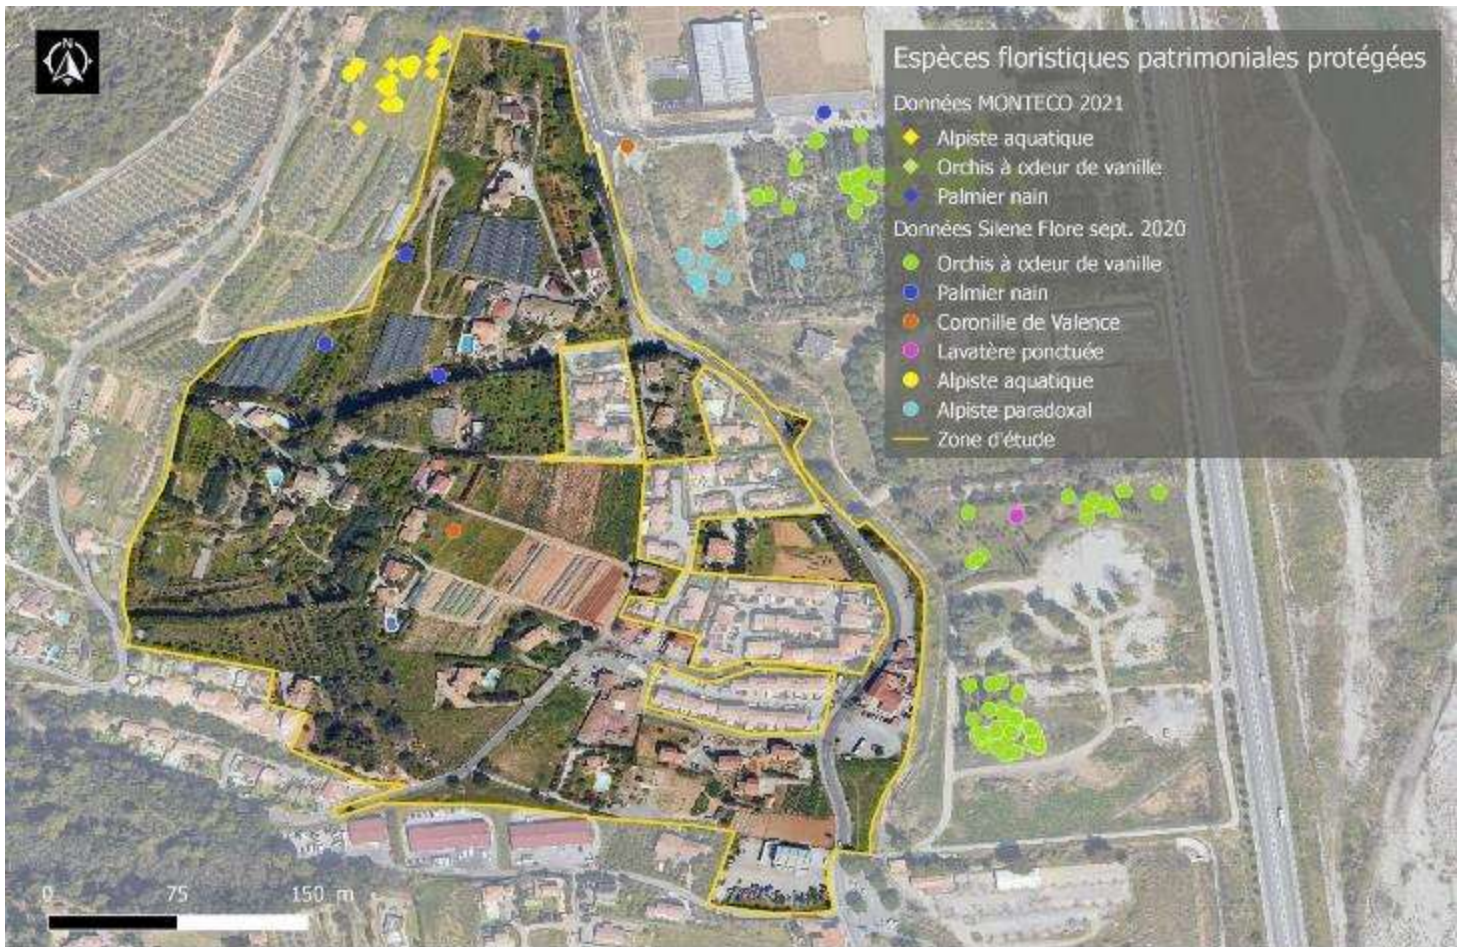 N
Espèces floristiques patrimoniales protégées
Données MONTECO 2021
Alpiste aquatique
Orchis à odeur de vanille
Palmier nain
Données Silene Flore sept. 2020
Orchis à odeur de vanille
Palmier nain
Coronille de Valence
Lavatère ponctuée
Alpiste aquatique
Alpiste paradoxal
Zone d'étude
0 75 150 m